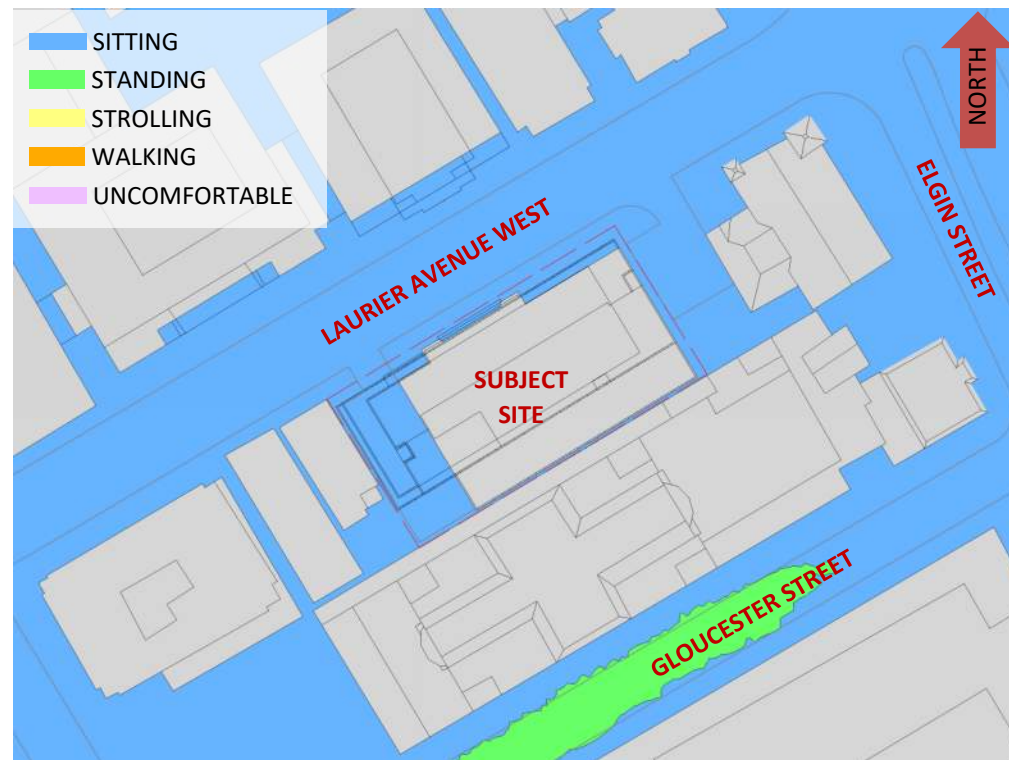 SITTING
STANDING
STROLLING
WALKING
UNCOMFORTABLE
NORTH
ELGIN STREET
LAURIER AVENUE WEST
SUBJECT
SITE
GLOUCESTER STREET